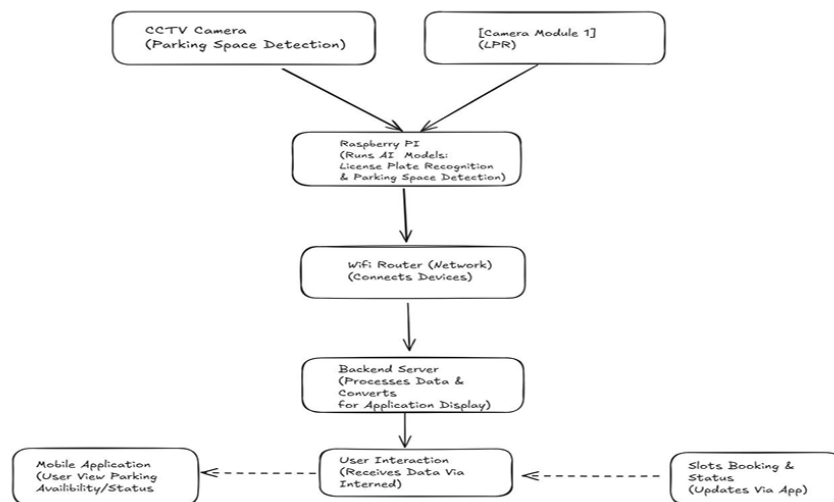 CCTV Camera
(Parking Space Detection)
[Camera Module 1]
(LPR)
Raspberry PI
(Runs AI Models:
License Plate Recognition
& Parking Space Detection)
Wifi Router (Network)
(Connects Devices)
Backend Server
(Processes Data &
Converts
for Application Display)
Mobile Application
(User View Parking
Availibility/Status
User Interaction
(Receives Data Via
Interned)
Slots Booking &
Status
(Updates Via App)